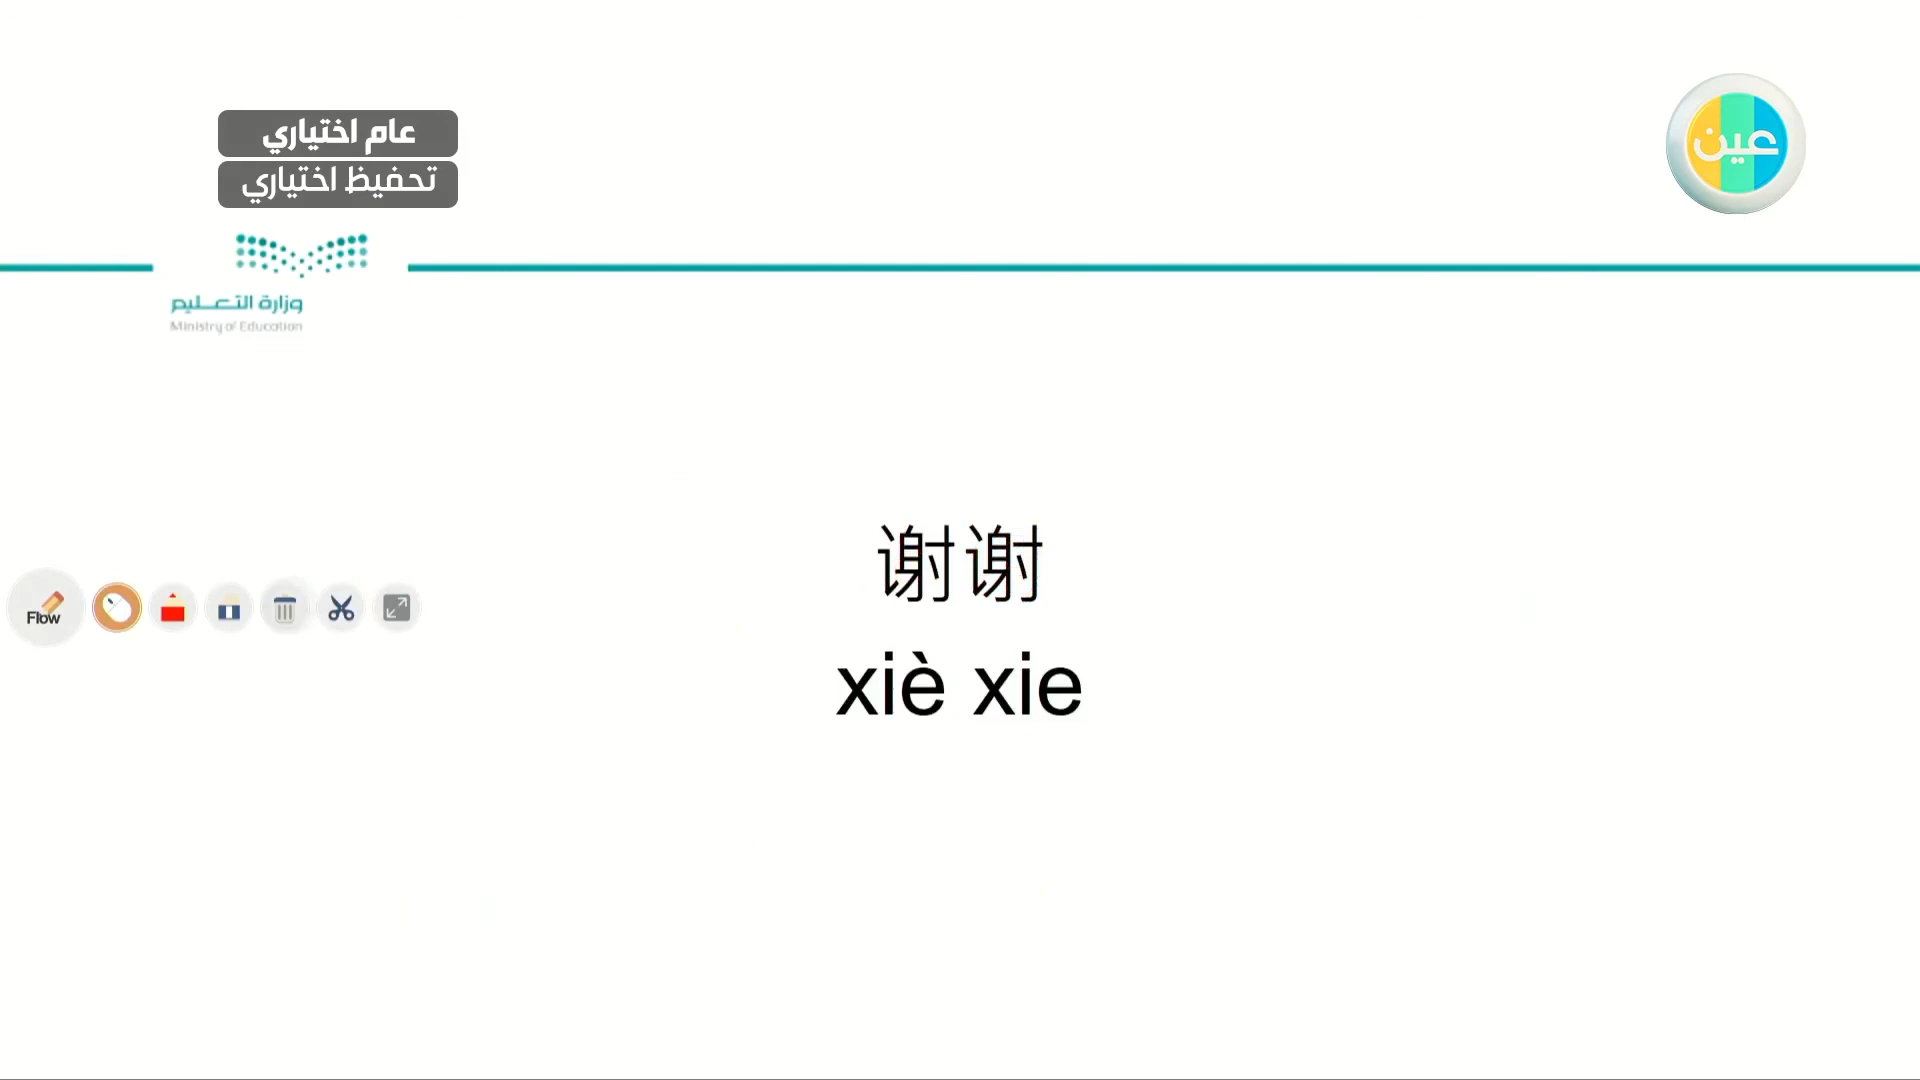 عام اختياري
تحفيظ اختياري
عين
وزارة التعليم
Ministry of Education
谢谢
xiè xie
Flow